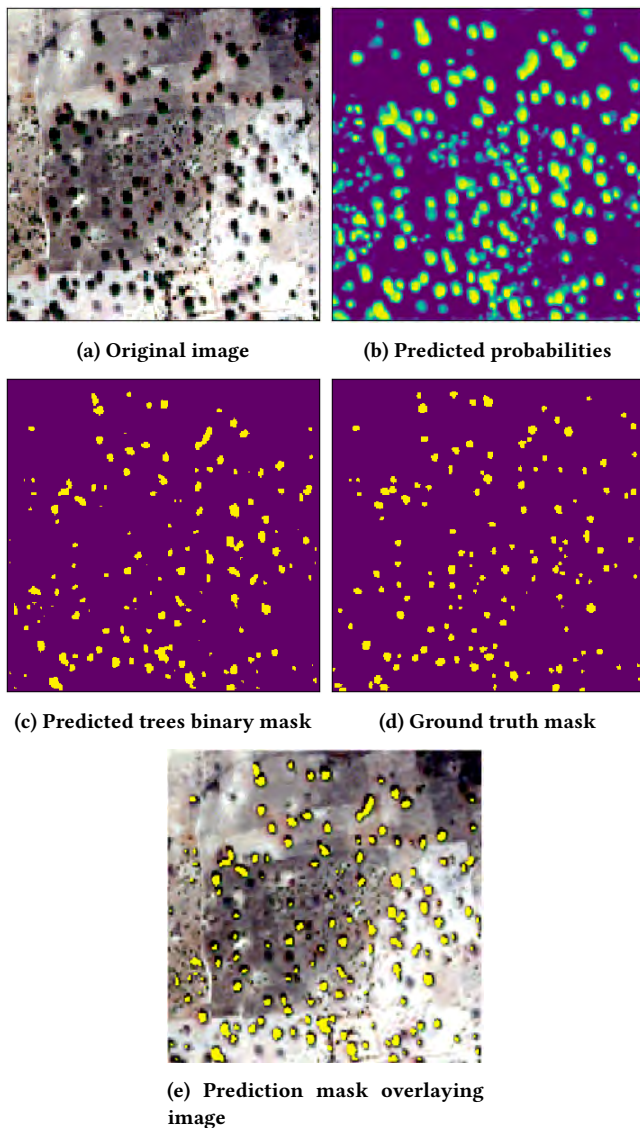 (a) Original image
(b) Predicted probabilities
(c) Predicted trees binary mask
(d) Ground truth mask
(e) Prediction mask overlaying
image